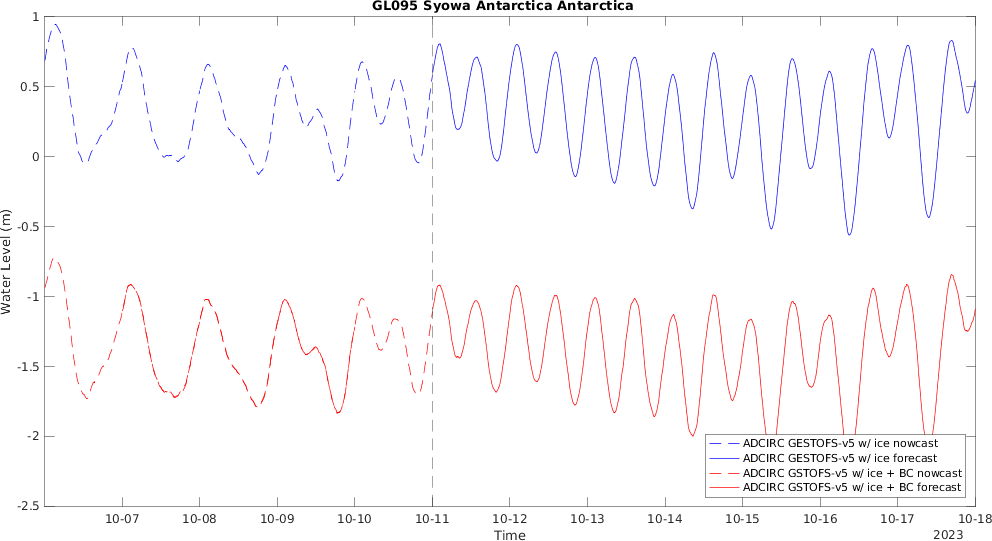 GL095 Syowa Antarctica Antarctica
1
0.5
0
-0.5
-1
-1.5
-2
-2.5
Water Level (m)
ADCIRC GESTOFS-v5 w/ ice nowcast
ADCIRC GESTOFS-v5 w/ ice forecast
ADCIRC GSTOFS-v5 w/ ice + BC nowcast
ADCIRC GSTOFS-v5 w/ ice + BC forecast
10-07 10-08 10-09 10-10 10-11 10-12 10-13 10-14 10-15 10-16 10-17 10-18
Time
2023